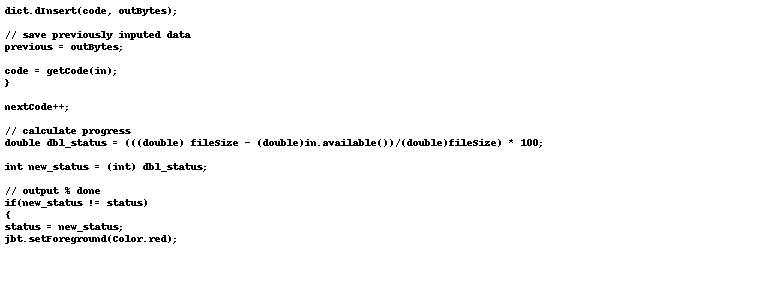 dict.dInsert(code, outBytes);
// save previously inputed data
previous = outBytes;
code = getCode(in);
}
nextCode++;
// calculate progress
double dbl_status = (((double) fileSize - (double)in.available())/(double)fileSize) * 100;
int new_status = (int) dbl_status;
// output % done
if(new_status != status)
{
status = new_status;
jbt.setForeground(Color.red);